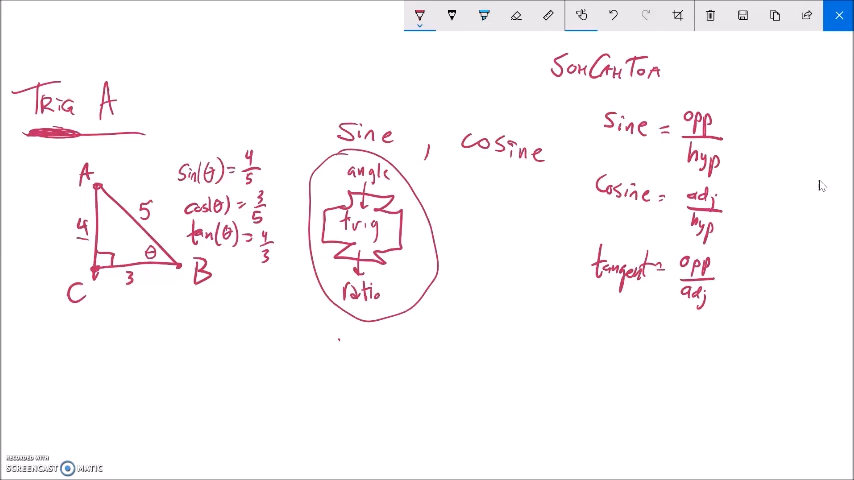 SOHCAHTOA
TRIG A
Sine , cosine
sine = opp/hyp
cosine = adj/hyp
tangent = opp/adj
A
4
5
3
θ
C
B
sin(θ) = 4/5
cos(θ) = 3/5
tan(θ) = 4/3
angle
trig
ratio
RECORDED WITH
SCREENCAST MATIC